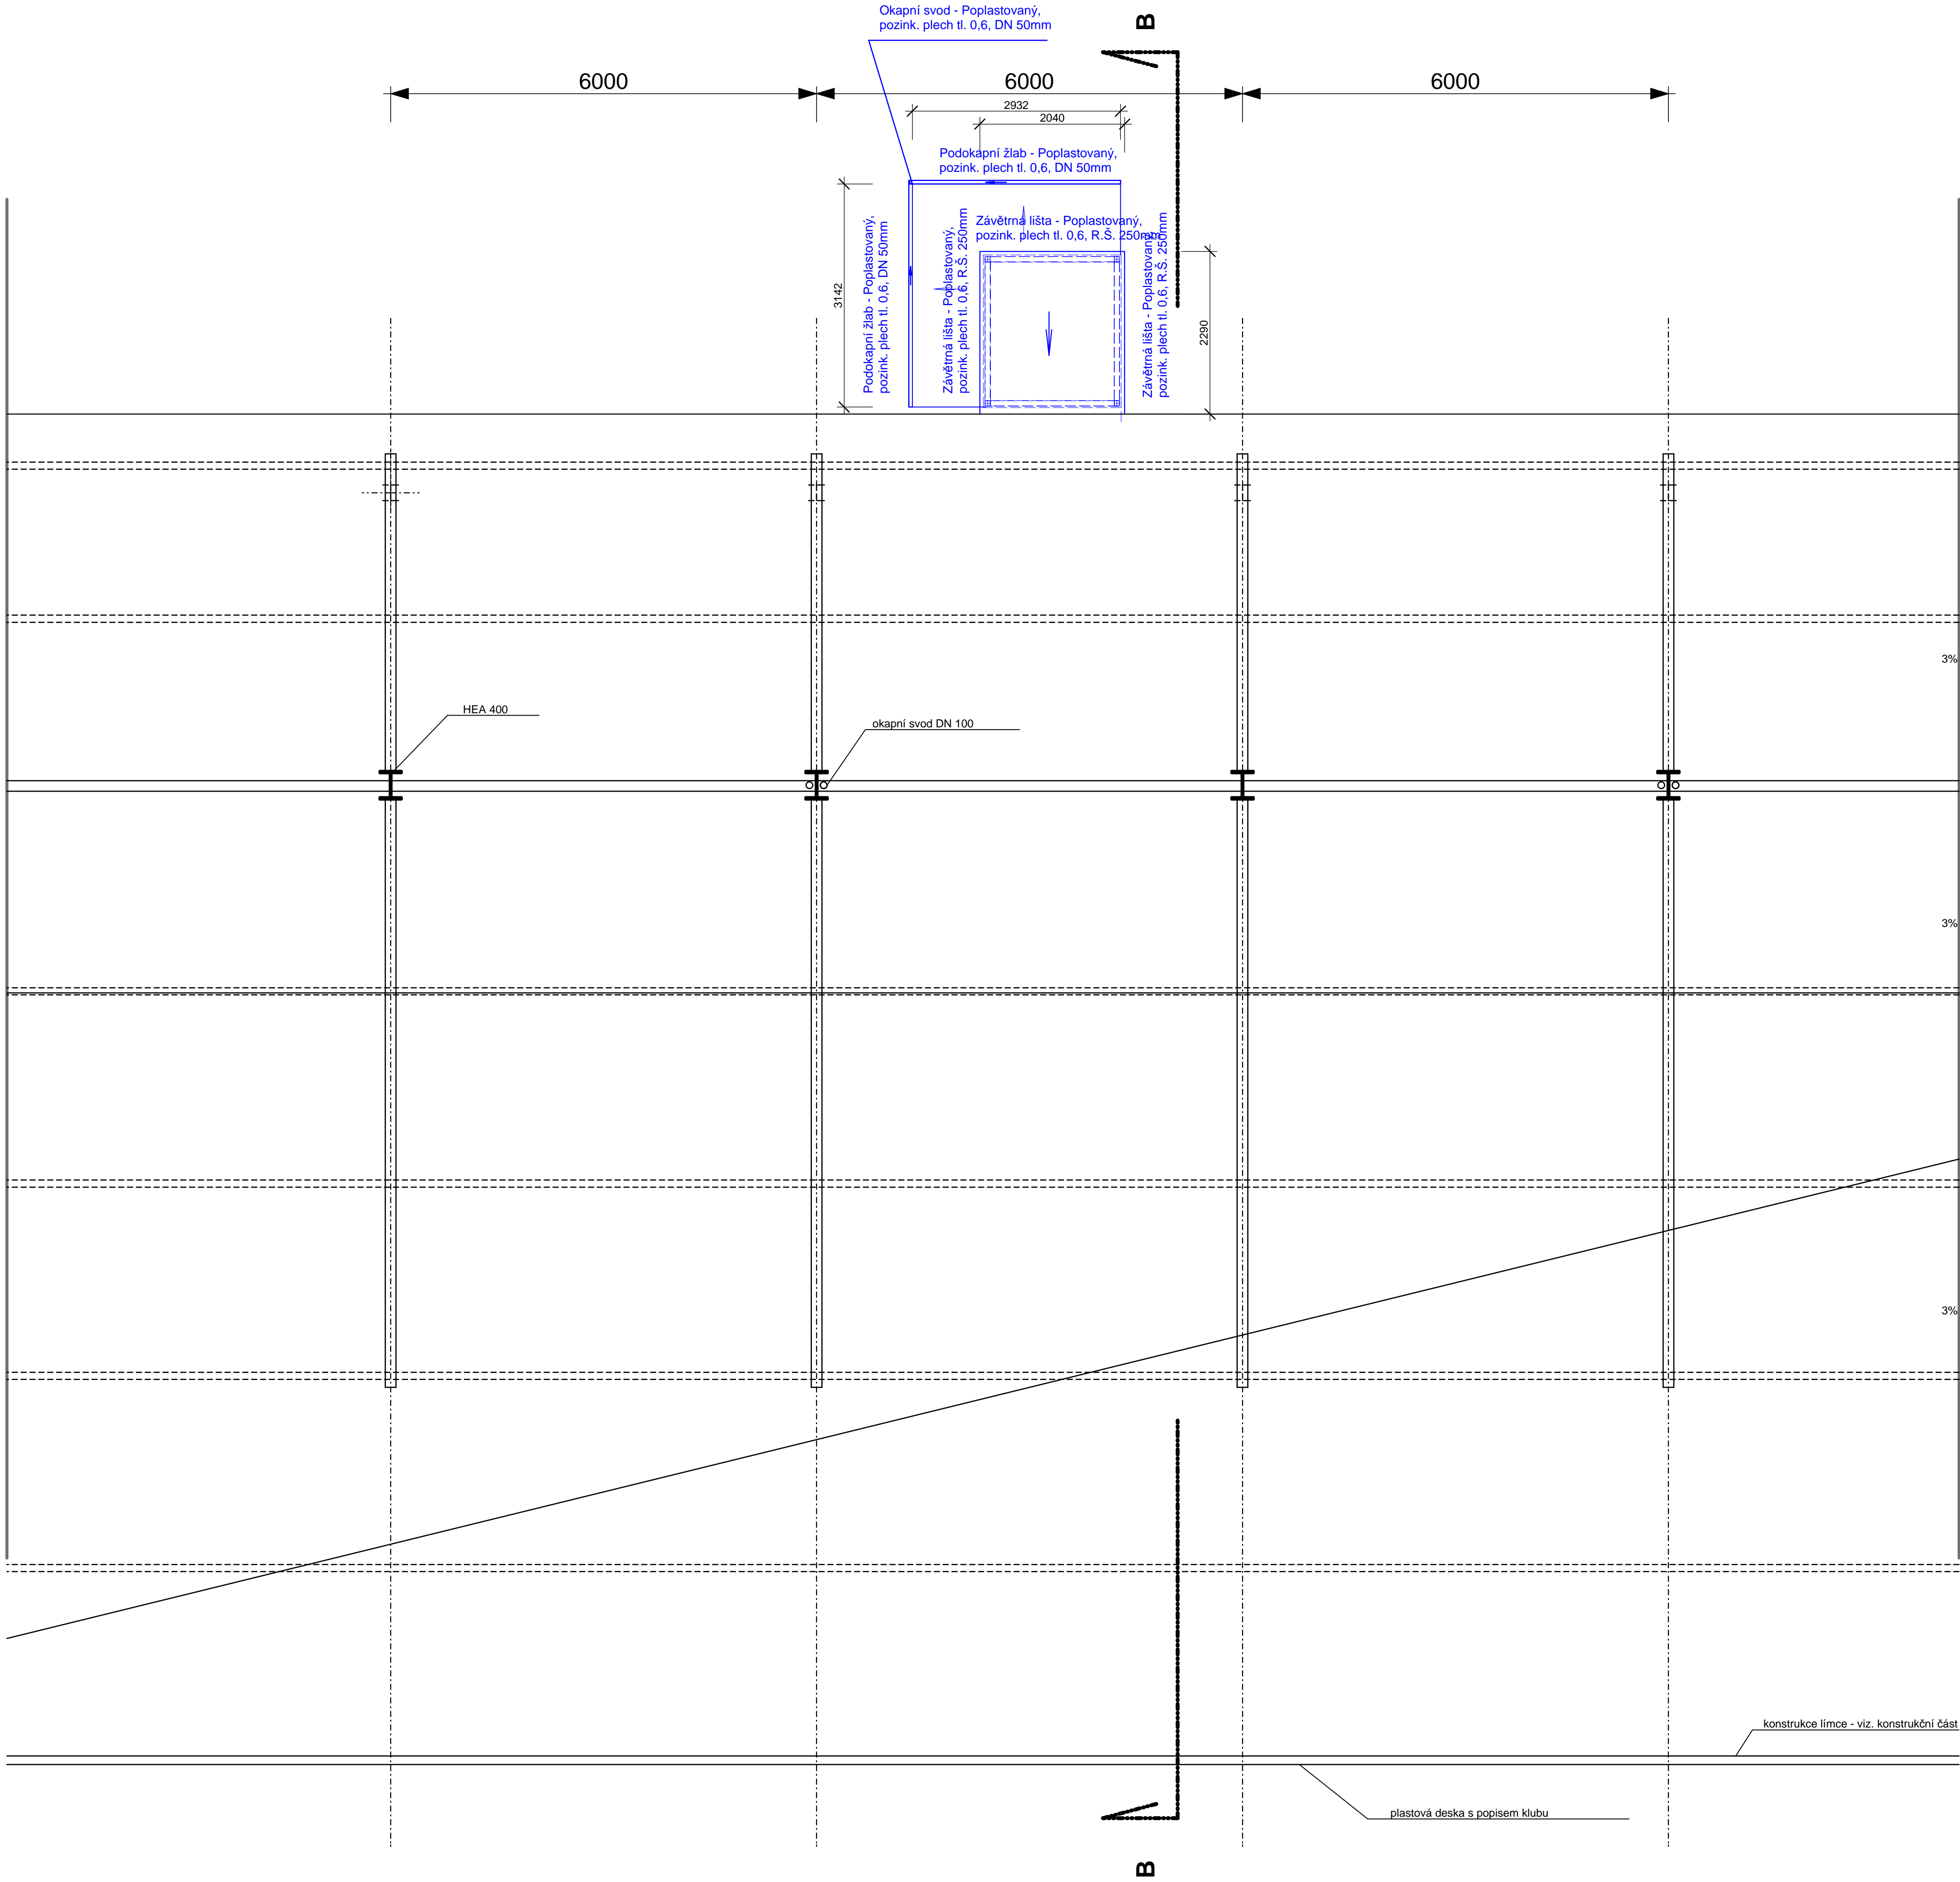 Okapní svod - Poplastovaný,
pozink. plech tl. 0,6, DN 50mm
B
6000
6000
6000
2932
2040
Podokapní žlab - Poplastovaný,
pozink. plech tl. 0,6, DN 50mm
Závětrná lišta - Poplastovaný,
pozink. plech tl. 0,6, R.Š. 250mm
3142
Podokapní žlab - Poplastovaný,
pozink. plech tl. 0,6, DN 50mm
Závětrná lišta - Poplastovaný,
pozink. plech tl. 0,6, R.Š. 250mm
Závětrná lišta - Poplastovaný,
pozink. plech tl. 0,6, R.Š. 250mm
2290
3%
HEA 400
okapní svod DN 100
3%
3%
konstrukce límce - viz. konstrukční část
plastová deska s popisem klubu
B